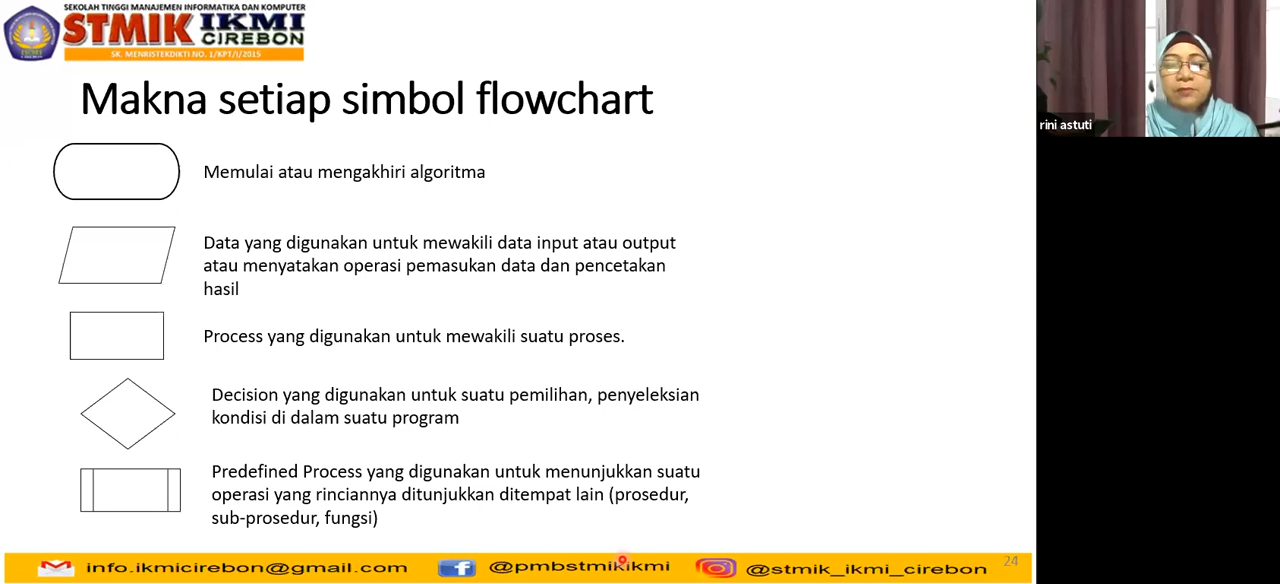 SEKOLAH TINGGI MANAJEMEN INFORMATIKA DAN KOMPUTER
STMIK IKMI
CIREBON
SK. MENRISTEKDIKTI NO. 1/KPT/I/2015
rini astuti
Makna setiap simbol flowchart
Memulai atau mengakhiri algoritma
Data yang digunakan untuk mewakili data input atau output
atau menyatakan operasi pemasukan data dan pencetakan
hasil
Process yang digunakan untuk mewakili suatu proses.
Decision yang digunakan untuk suatu pemilihan, penyeleksian
kondisi di dalam suatu program
Predefined Process yang digunakan untuk menunjukkan suatu
operasi yang rinciannya ditunjukkan ditempat lain (prosedur,
sub-prosedur, fungsi)
info.ikmicirebon@gmail.com @pmbstmikikmi @stmik_ikmi_cirebon
24